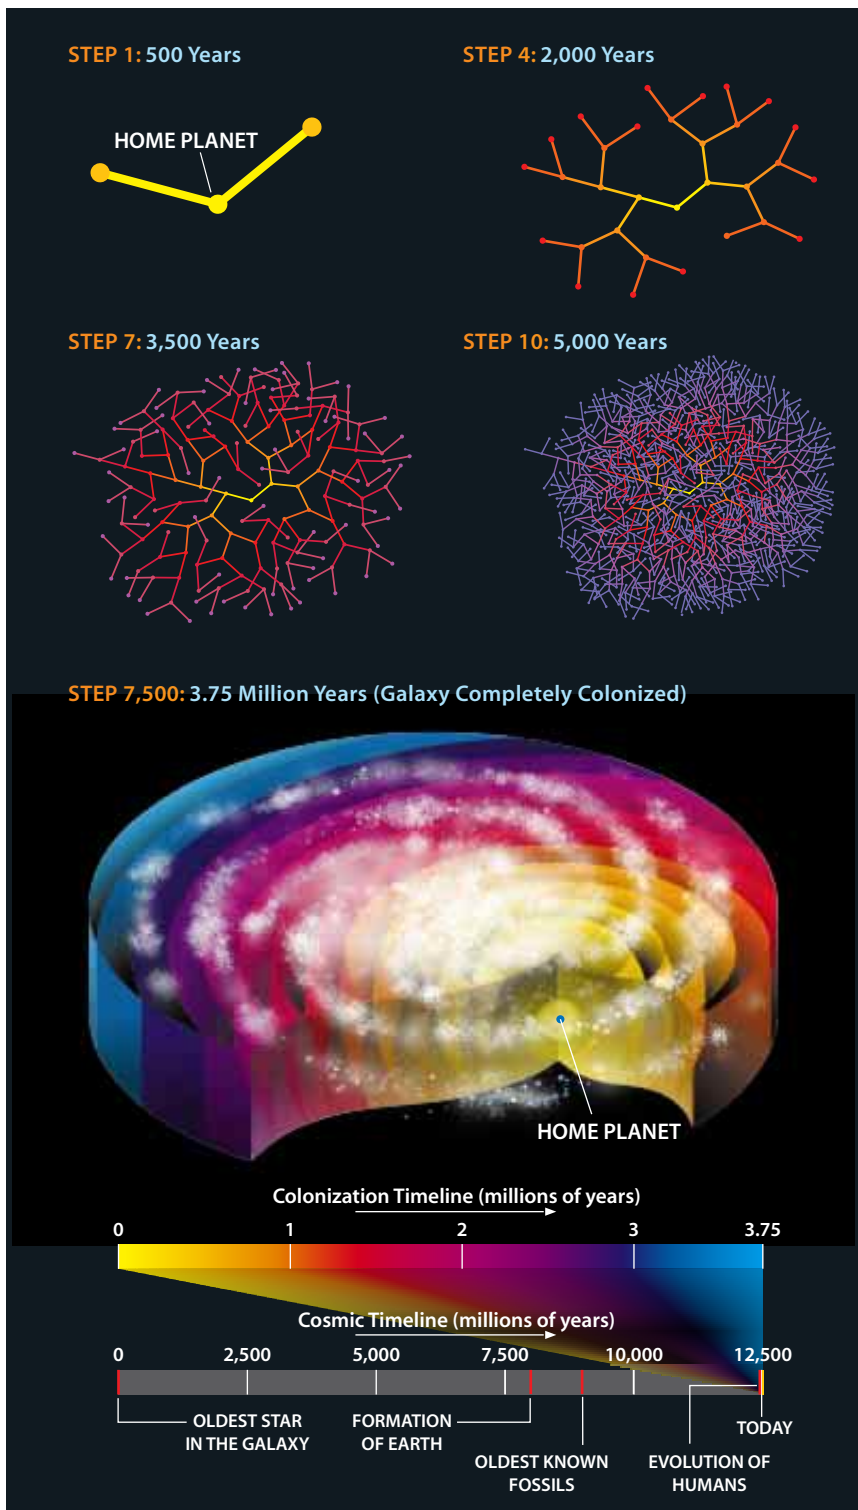 STEP 1: 500 Years
HOME PLANET
STEP 4: 2,000 Years
STEP 7: 3,500 Years
STEP 10: 5,000 Years
STEP 7,500: 3.75 Million Years (Galaxy Completely Colonized)
HOME PLANET
Colonization Timeline (millions of years)
0 1 2 3 3.75
Cosmic Timeline (millions of years)
0 2,500 5,000 7,500 10,000 12,500
OLDEST STAR
IN THE GALAXY
FORMATION
OF EARTH
OLDEST KNOWN
FOSSILS
EVOLUTION OF
HUMANS
TODAY